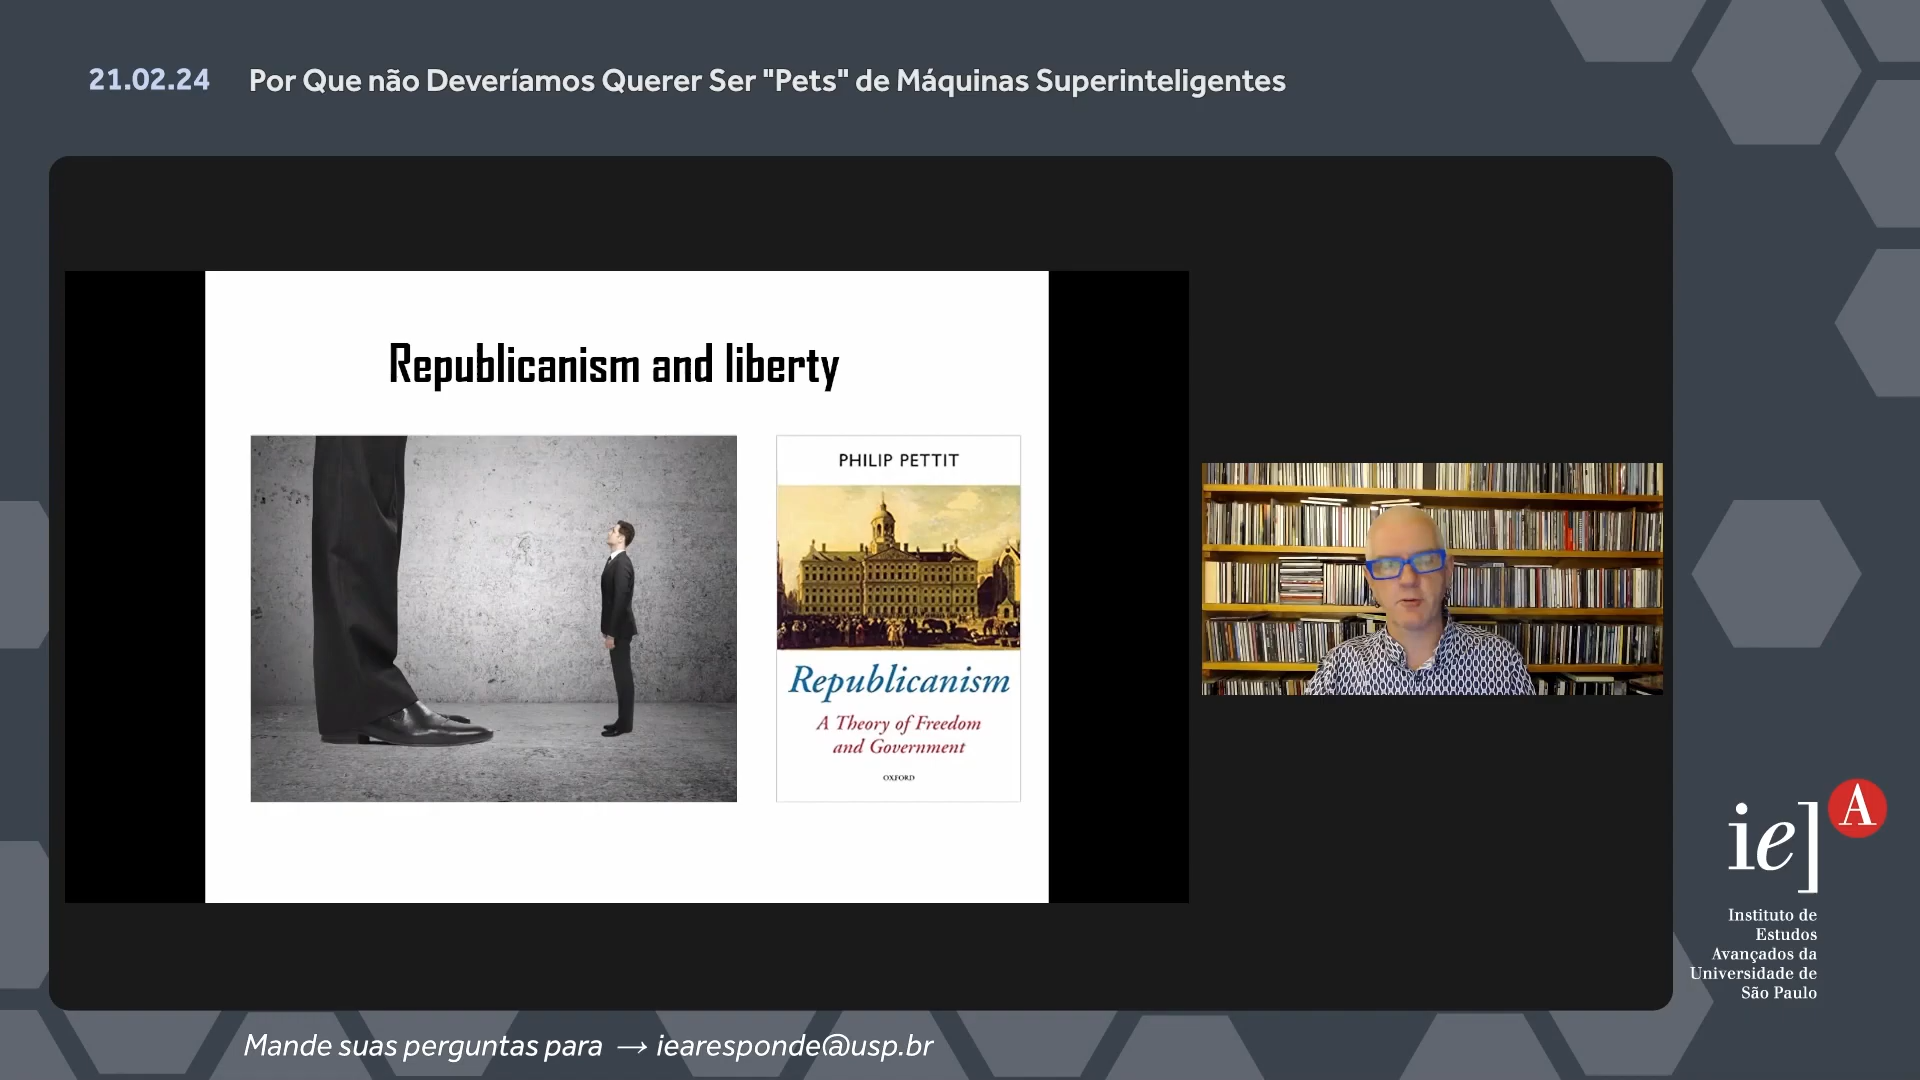 21.02.24 Por Que não Deveríamos Querer Ser "Pets" de Máquinas Superinteligentes
Republicanism and liberty
PHILIP PETTIT
Republicanism
A Theory of Freedom
and Government
OXFORD
ie] A
Instituto de
Estudos
Avançados da
Universidade de
São Paulo
Mande suas perguntas para → iearesponde@usp.br